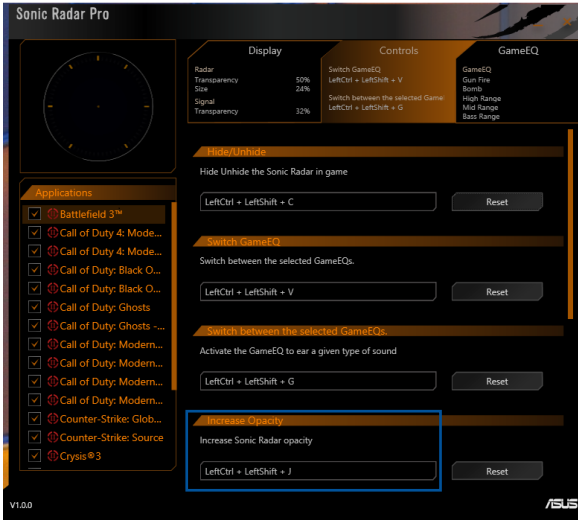 Sonic Radar Pro
Display
Radar
Transparency 50%
Size 24%
Signal
Transparency 32%
Controls
Switch GameEQ
LeftCtrl + LeftShift + V
Switch between the selected Game
LeftCtrl + LeftShift + G
GameEQ
GameEQ
Gun Fire
Bomb
High Range
Mid Range
Bass Range
Applications
Battlefield 3™
Call of Duty 4: Mode...
Call of Duty 4: Mode...
Call of Duty: Black O...
Call of Duty: Black O...
Call of Duty: Ghosts
Call of Duty: Ghosts -...
Call of Duty: Modern...
Call of Duty: Modern...
Call of Duty: Modern...
Call of Duty: Modern...
Counter-Strike: Glob...
Counter-Strike: Source
Crysis®3
Hide/Unhide
Hide Unhide the Sonic Radar in game
LeftCtrl + LeftShift + C Reset
Switch GameEQ
Switch between the selected GameEQs.
LeftCtrl + LeftShift + V Reset
Switch between the selected GameEQs.
Activate the GameEQ to ear a given type of sound
LeftCtrl + LeftShift + G Reset
Increase Opacity
Increase Sonic Radar opacity
LeftCtrl + LeftShift + J Reset
V1.0.0
ASUS